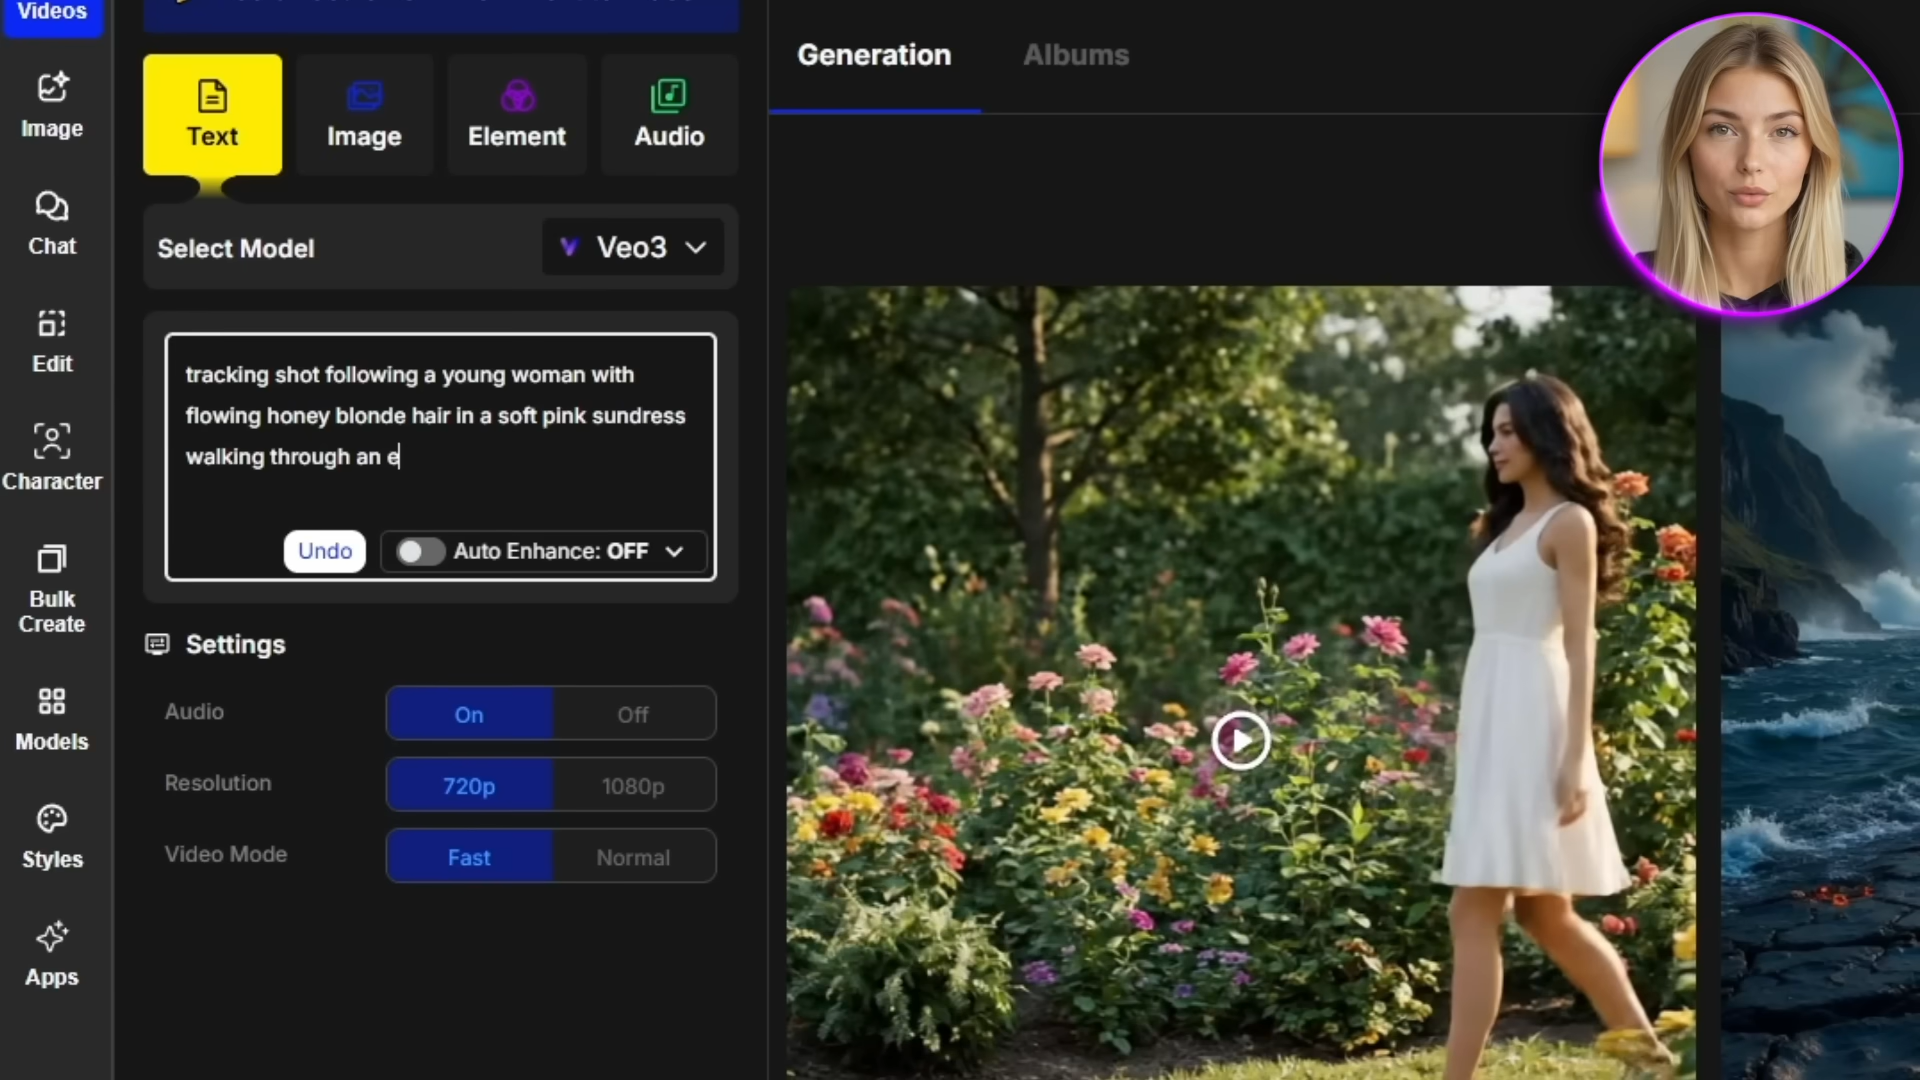 Videos
Image
Chat
Edit
Character
Bulk
Create
Models
Styles
Apps
Text
Image
Element
Audio
Select Model
Veo3
tracking shot following a young woman with
flowing honey blonde hair in a soft pink sundress
walking through an e
Undo
Auto Enhance: OFF
Settings
Audio
On
Off
Resolution
720p
1080p
Video Mode
Fast
Normal
Generation
Albums